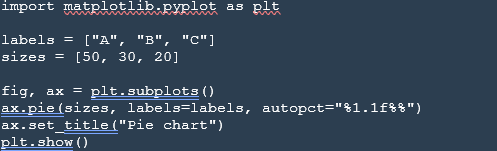 import matplotlib.pyplot as plt
labels = ["A", "B", "C"]
sizes = [50, 30, 20]
fig, ax = plt.subplots()
ax.pie(sizes, labels=labels, autopct="%1.1f%%")
ax.set_title("Pie chart")
plt.show()